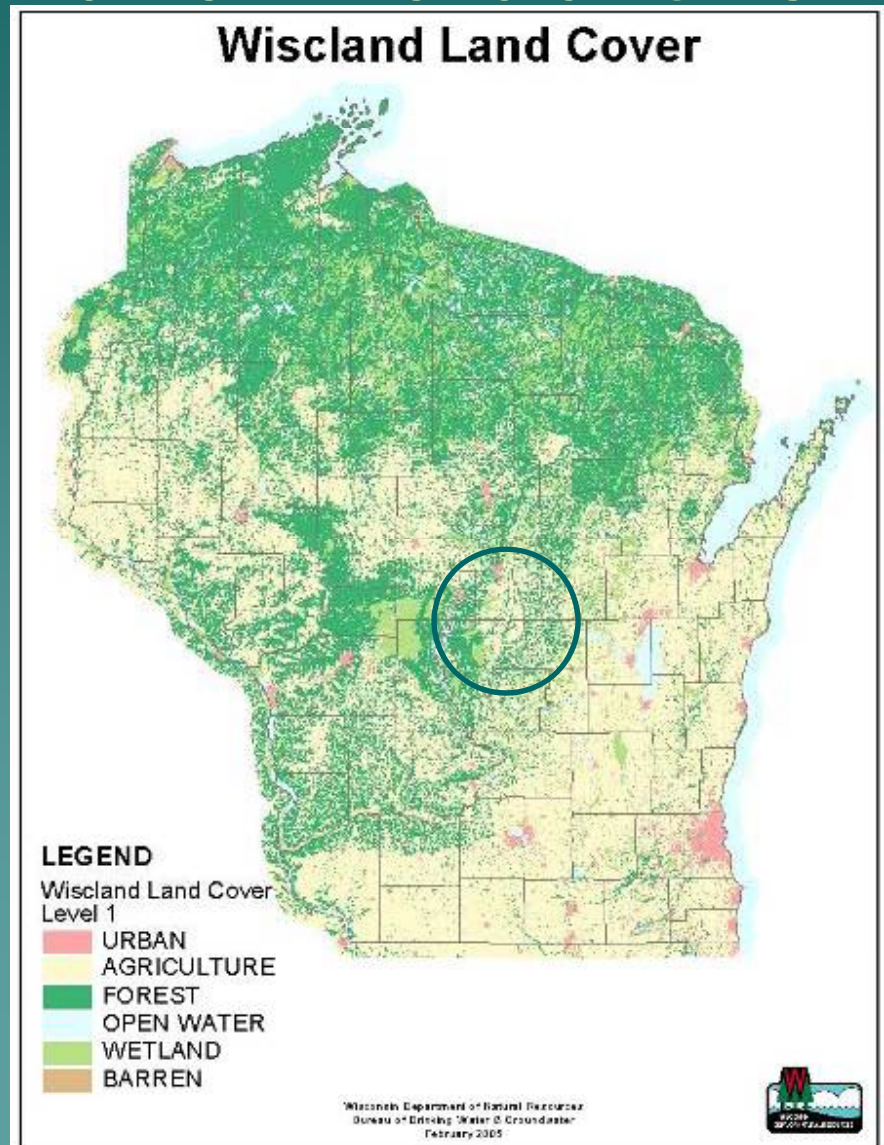 Wiscland Land Cover
LEGEND
Wiscland Land Cover
Level 1
URBAN
AGRICULTURE
FOREST
OPEN WATER
WETLAND
BARREN
Wisconsin Department of Natural Resources
Bureau of Drinking Water & Groundwater
February 2005
W